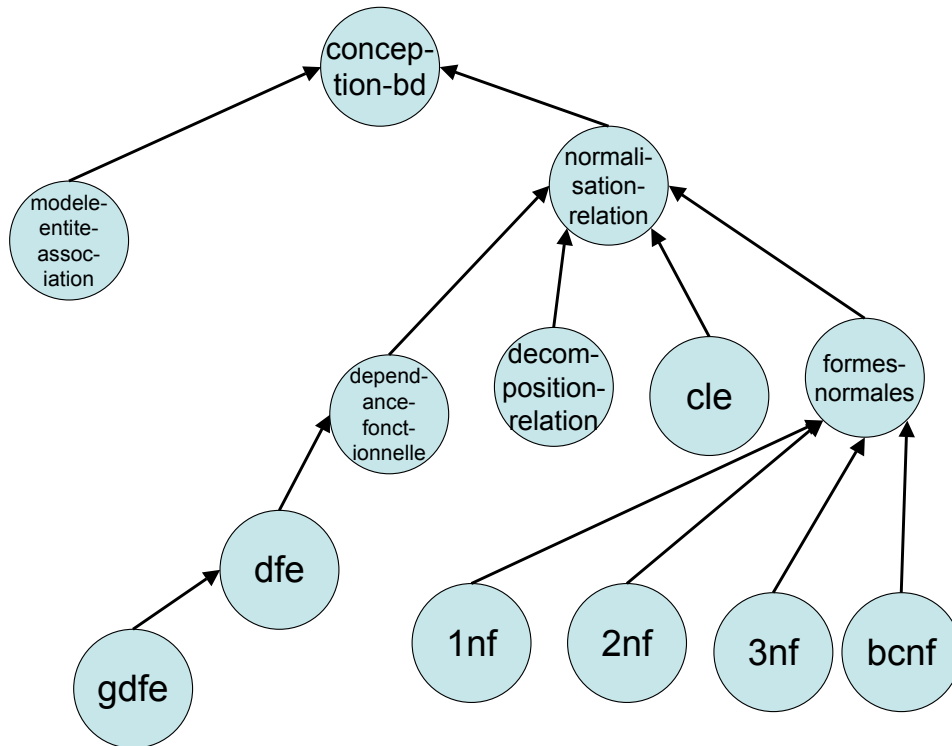 concep-
tion-bd
normali-
sation-
relation
modele-
entite-
assoc-
iation
depend-
ance-
fonct-
ionnelle
decom-
position-
relation
cle
formes-
normales
dfe
gdfe
1nf
2nf
3nf
bcnf